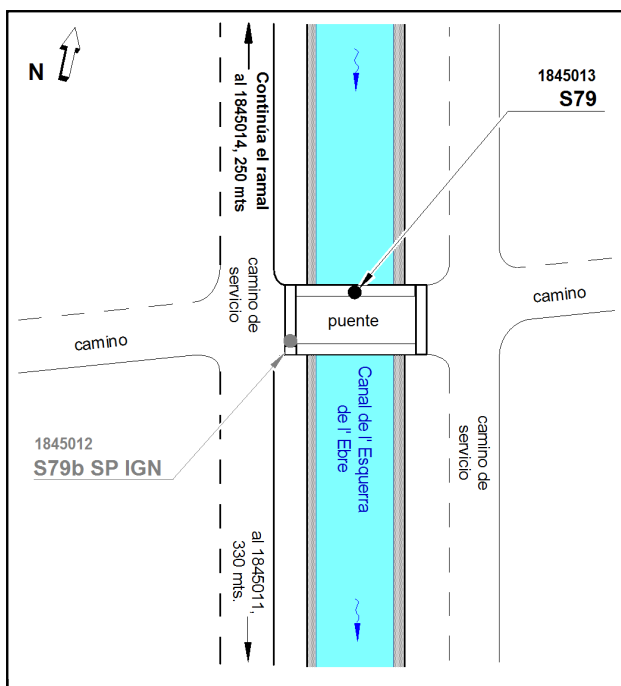 N
Continúa el ramal
al 1845014, 250 mts
1845013
S79
camino de
servicio
camino
puente
camino
1845012
S79b SP IGN
Canal de l' Esquerra
de l' Ebre
camino de
servicio
al 1845011,
330 mts.